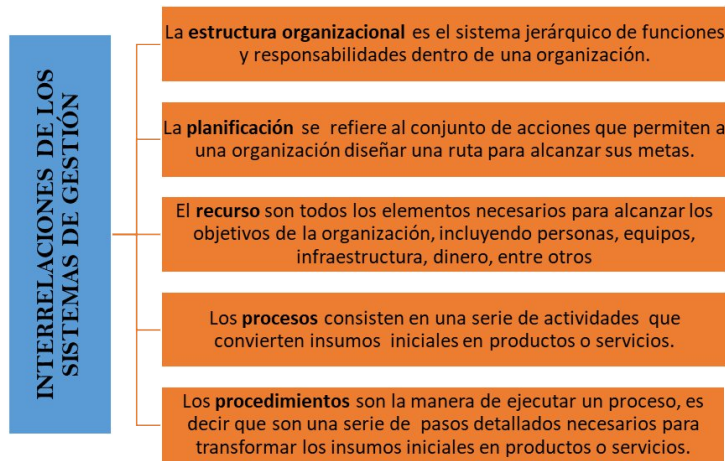 INTERRELACIONES DE LOS
SISTEMAS DE GESTIÓN
La estructura organizacional es el sistema jerárquico de funciones
y responsabilidades dentro de una organización.
La planificación se refiere al conjunto de acciones que permiten a
una organización diseñar una ruta para alcanzar sus metas.
El recurso son todos los elementos necesarios para alcanzar los
objetivos de la organización, incluyendo personas, equipos,
infraestructura, dinero, entre otros
Los procesos consisten en una serie de actividades que
convierten insumos iniciales en productos o servicios.
Los procedimientos son la manera de ejecutar un proceso, es
decir que son una serie de pasos detallados necesarios para
transformar los insumos iniciales en productos o servicios.